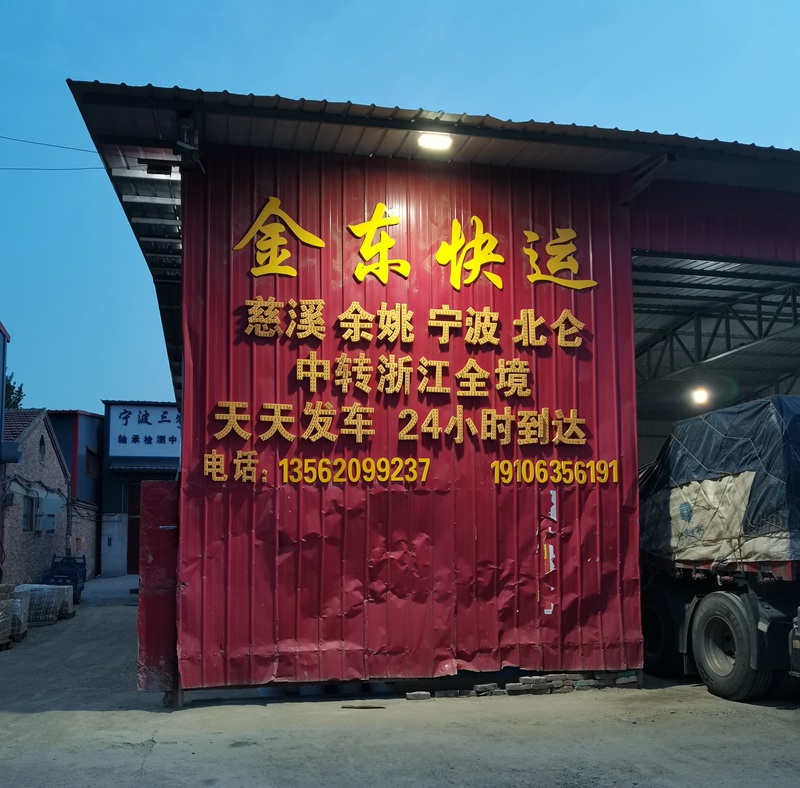 金东快运
慈溪 余姚 宁波 北仑
中转浙江全境
天天发车 24小时到达
电话：13562099237 19106356191
宁波三
轴承检测中